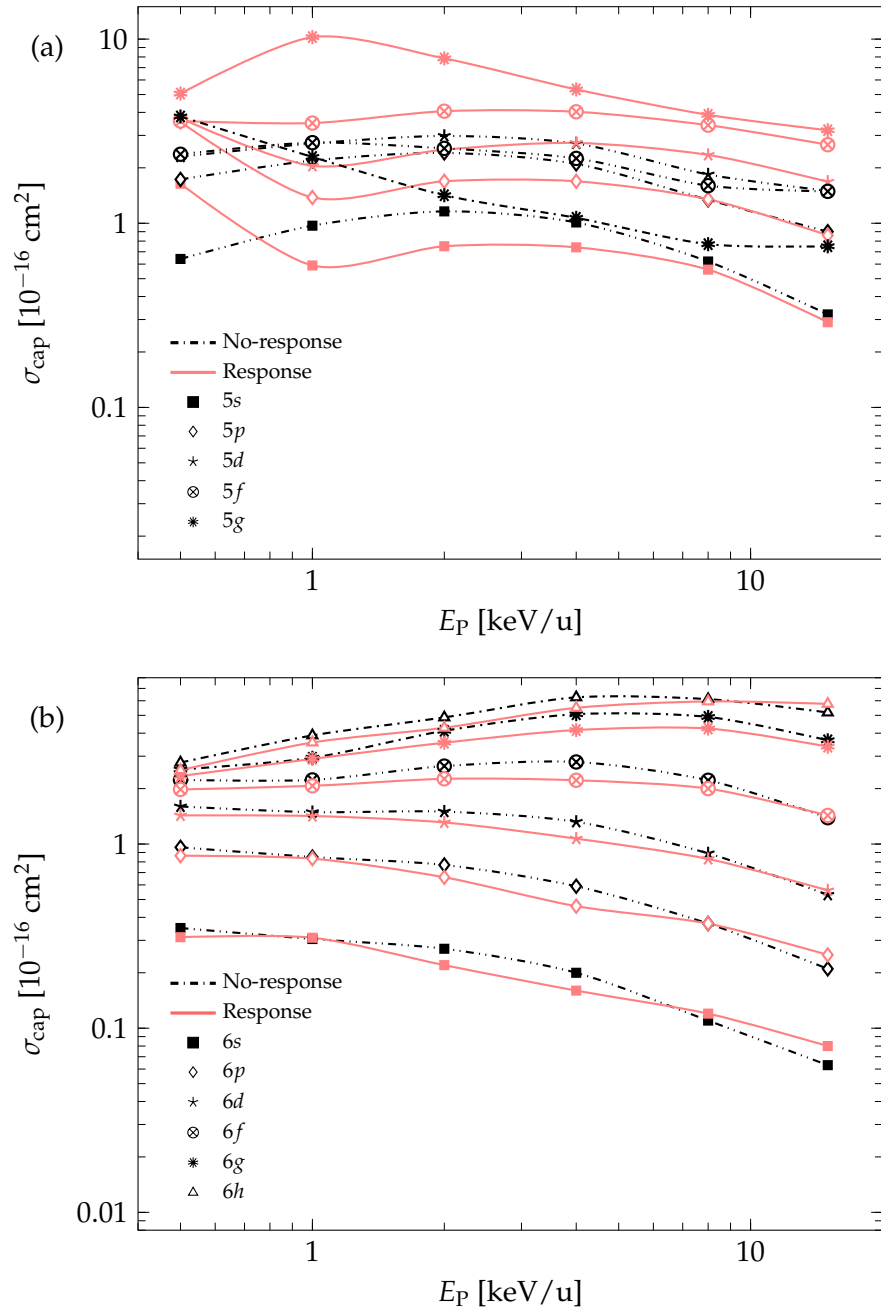 (a)
10
1
0.1
σcap [10⁻¹⁶ cm²]
No-response
Response
5s
5p
5d
5f
5g
1
10
E_P [keV/u]
(b)
1
0.1
0.01
σcap [10⁻¹⁶ cm²]
No-response
Response
6s
6p
6d
6f
6g
6h
1
10
E_P [keV/u]